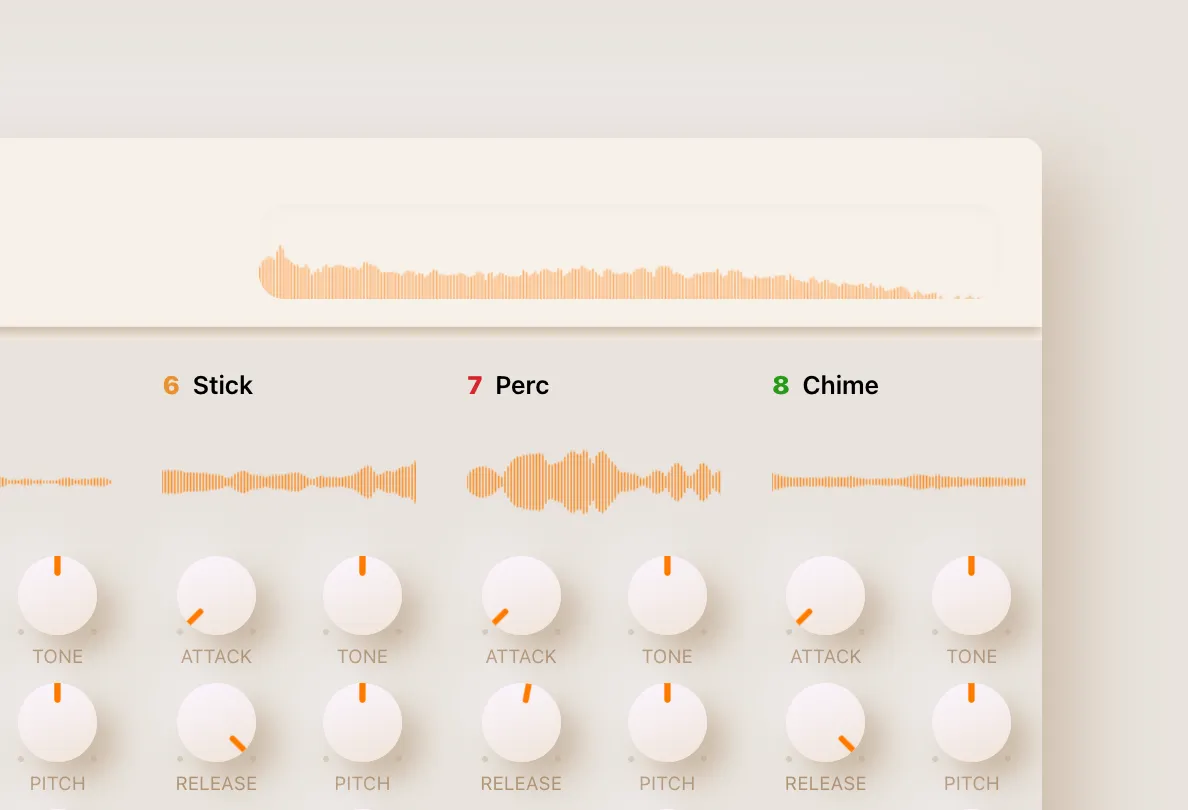 6 Stick
7 Perc
8 Chime
TONE
ATTACK
TONE
ATTACK
TONE
ATTACK
TONE
PITCH
RELEASE
PITCH
RELEASE
PITCH
RELEASE
PITCH